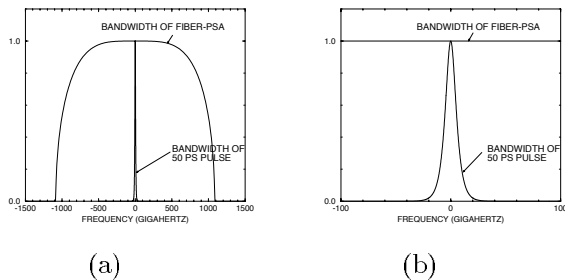 BANDWIDTH OF FIBER-PSA
1.0
BANDWIDTH OF
50 PS PULSE
0.0
-1500 -1000 -500 0 500 1000 1500
FREQUENCY (GIGAHERTZ)
(a)
BANDWIDTH OF FIBER-PSA
1.0
BANDWIDTH OF
50 PS PULSE
0.0
-100 0 100
FREQUENCY (GIGAHERTZ)
(b)